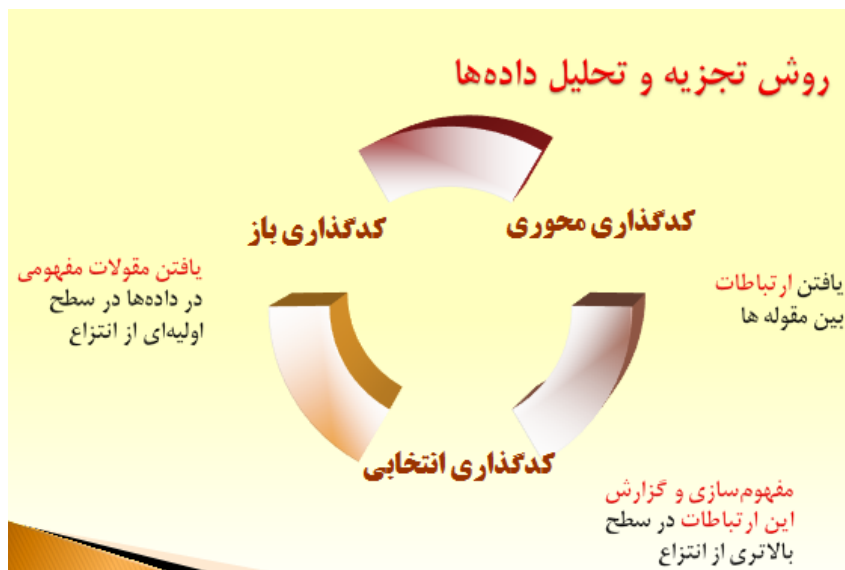 روش تجزیه و تحلیل داده‌ها
کدگذاری محوری
کدگذاری باز
یافتن مقولات مفهومی
در داده‌ها در سطح
اولیه‌ای از انتزاع
یافتن ارتباطات
بین مقوله ها
کدگذاری انتخابی
مفهوم‌سازی و گزارش
این ارتباطات در سطح
بالاتری از انتزاع